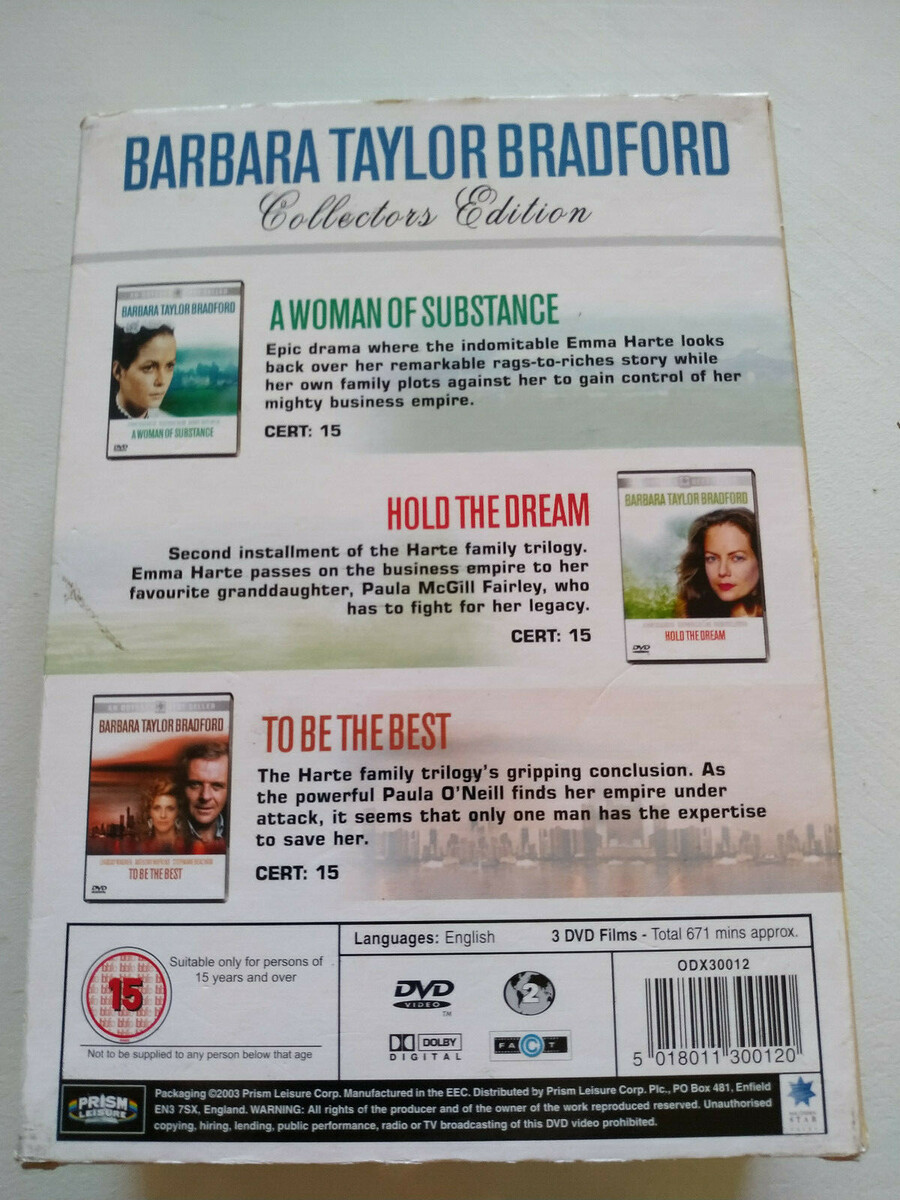 BARBARA TAYLOR BRADFORD
Collectors Edition
BARBARA TAYLOR BRADFORD
A WOMAN OF SUBSTANCE
DVD
A WOMAN OF SUBSTANCE
Epic drama where the indomitable Emma Harte looks
back over her remarkable rags-to-riches story while
her own family plots against her to gain control of her
mighty business empire.
CERT: 15
HOLD THE DREAM
Second installment of the Harte family trilogy.
Emma Harte passes on the business empire to her
favourite granddaughter, Paula McGill Fairley, who
has to fight for her legacy.
CERT: 15
BARBARA TAYLOR BRADFORD
HOLD THE DREAM
DVD
BARBARA TAYLOR BRADFORD
TO BE THE BEST
DVD
TO BE THE BEST
The Harte family trilogy's gripping conclusion. As
the powerful Paula O'Neill finds her empire under
attack, it seems that only one man has the expertise
to save her.
CERT: 15
15
Suitable only for persons of
15 years and over
Not to be supplied to any person below that age
Languages: English
3 DVD Films - Total 671 mins approx.
DVD
VIDEO
TM
2
DOLBY
DIGITAL
FACT
ODX30012
5 018011 300120
PRISM
LEISURE
Packaging ©2003 Prism Leisure Corp. Manufactured in the EEC. Distributed by Prism Leisure Corp. Plc., PO Box 481, Enfield
EN3 7SX, England. WARNING: All rights of the producer and of the owner of the work reproduced reserved. Unauthorised
copying, hiring, lending, public performance, radio or TV broadcasting of this DVD video prohibited.
STAR